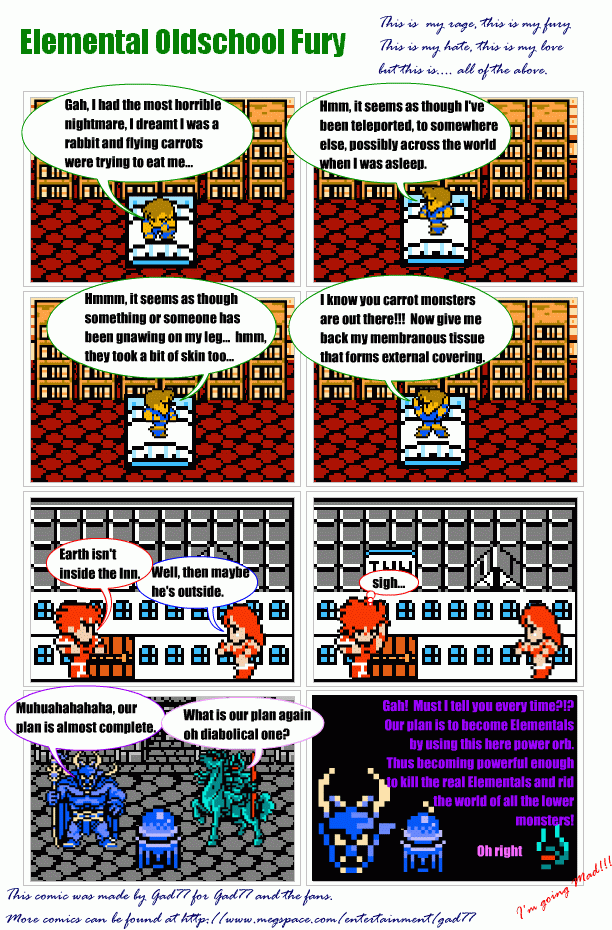 Elemental Oldschool Fury
This is my rage, this is my fury
This is my hate, this is my love
but this is.... all of the above.
Gah, I had the most horrible
nightmare, I dreamt I was a
rabbit and flying carrots
were trying to eat me...
Hmm, it seems as though I've
been teleported, to somewhere
else, possibly across the world
when I was asleep.
Hmmm, it seems as though
something or someone has
been gnawing on my leg... hmm,
they took a bit of skin too...
I know you carrot monsters
are out there!!! Now give me
back my membranous tissue
that forms external covering.
Earth isn't
inside the Inn.
Well, then maybe
he's outside.
sigh...
Muhuahahahaha, our
plan is almost complete.
What is our plan again
oh diabolical one?
Gah! Must I tell you every time?!?
Our plan is to become Elementals
by using this here power orb.
Thus becoming powerful enough
to kill the real Elementals and rid
the world of all the lower
monsters!
Oh right
I'm going Mad!!!
This comic was made by Gad77 for Gad77 and the fans.
More comics can be found at http://www.megspace.com/entertainment/gad77